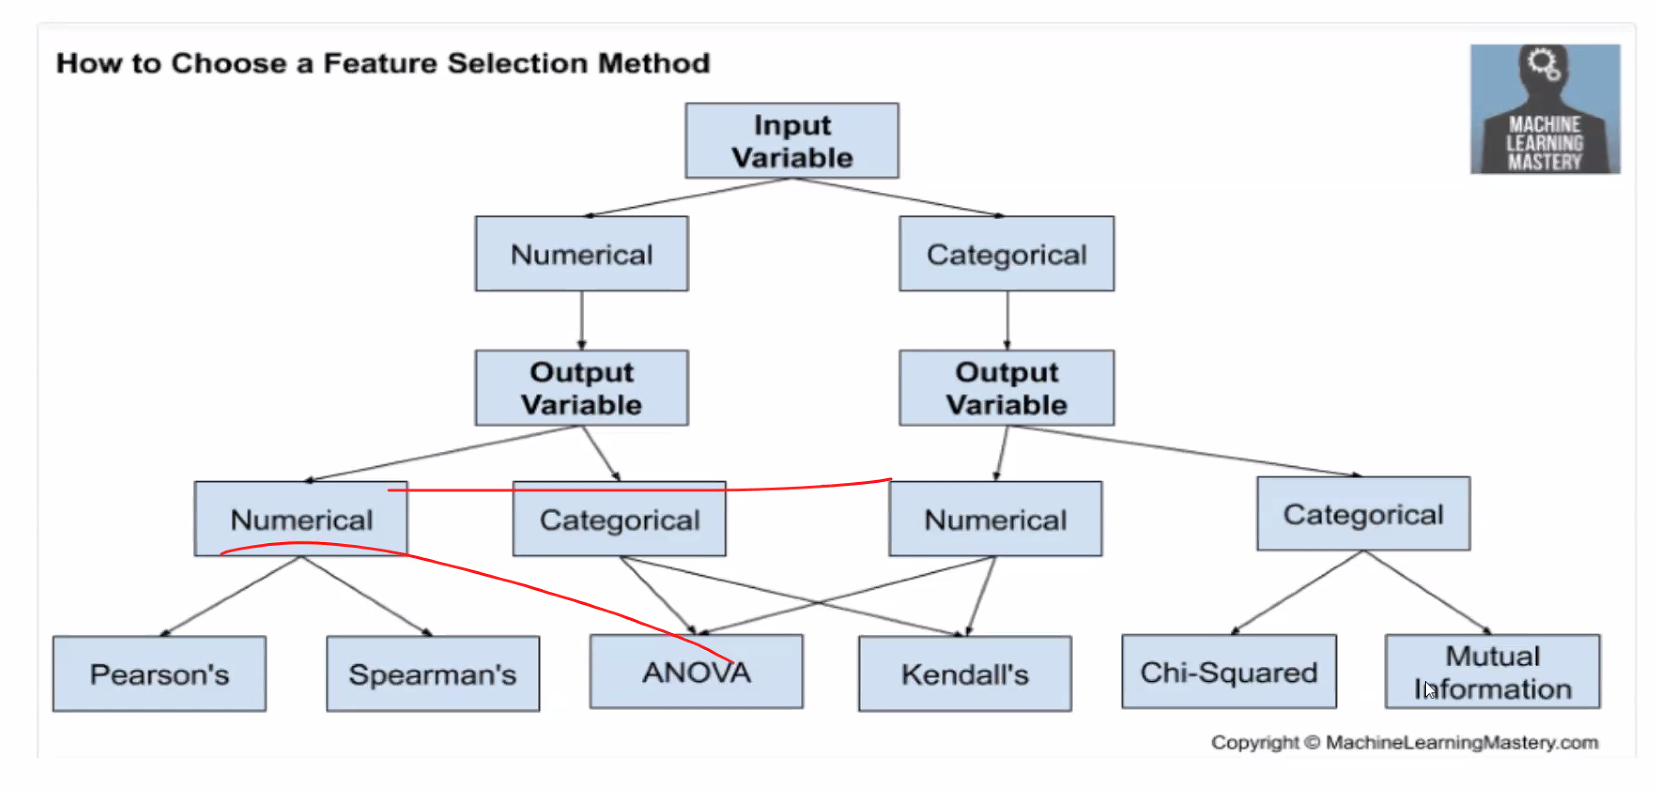 How to Choose a Feature Selection Method
MACHINE
LEARNING
MASTERY
Input
Variable
Numerical
Categorical
Output
Variable
Output
Variable
Numerical
Categorical
Numerical
Categorical
Pearson's
Spearman's
ANOVA
Kendall's
Chi-Squared
Mutual
Information
Copyright © MachineLearningMastery.com